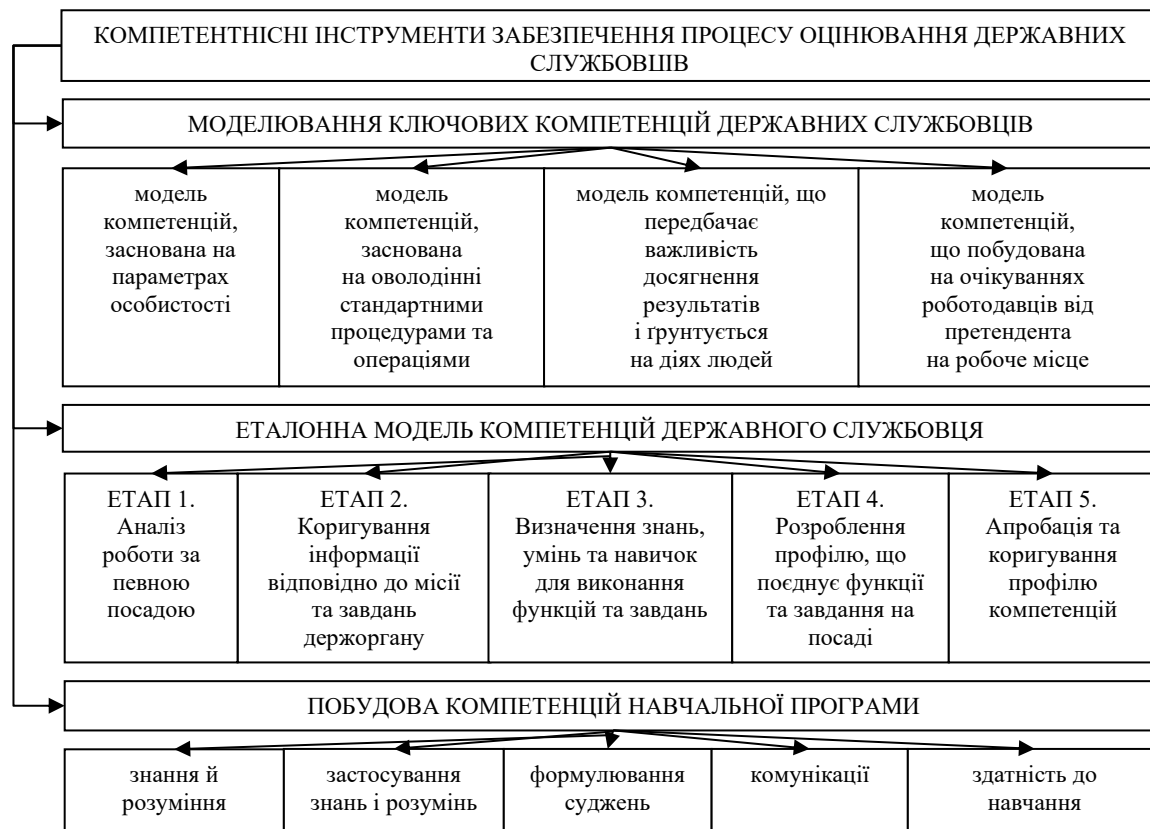 КОМПЕТЕНТНІСНІ ІНСТРУМЕНТИ ЗАБЕЗПЕЧЕННЯ ПРОЦЕСУ ОЦІНЮВАННЯ ДЕРЖАВНИХ
СЛУЖБОВЦІВ
МОДЕЛЮВАННЯ КЛЮЧОВИХ КОМПЕТЕНЦІЙ ДЕРЖАВНИХ СЛУЖБОВЦІВ
модель
компетенцій,
заснована на
параметрах
особистості
модель
компетенцій,
заснована
на оволодінні
стандартними
процедурами та
операціями
модель компетенцій, що
передбачає
важливість
досягнення
результатів
і ґрунтується
на діях людей
модель
компетенцій,
що побудована
на очікуваннях
роботодавців від
претендента
на робоче місце
ЕТАЛОННА МОДЕЛЬ КОМПЕТЕНЦІЙ ДЕРЖАВНОГО СЛУЖБОВЦЯ
ЕТАП 1.
Аналіз
роботи за
певною
посадою
ЕТАП 2.
Коригування
інформації
відповідно до місії
та завдань
держоргану
ЕТАП 3.
Визначення знань,
умінь та навичок
для виконання
функцій та завдань
ЕТАП 4.
Розроблення
профілю, що
поєднує функції
та завдання на
посаді
ЕТАП 5.
Апробація та
коригування
профілю
компетенцій
ПОБУДОВА КОМПЕТЕНЦІЙ НАВЧАЛЬНОЇ ПРОГРАМИ
знання й
розуміння
застосування
знань і розумінь
формулювання
суджень
комунікації
здатність до
навчання